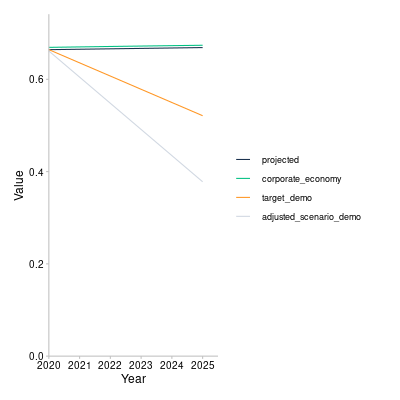 Value
0.6
0.4
0.2
0.0
2020 2021 2022 2023 2024 2025
Year
projected
corporate_economy
target_demo
adjusted_scenario_demo